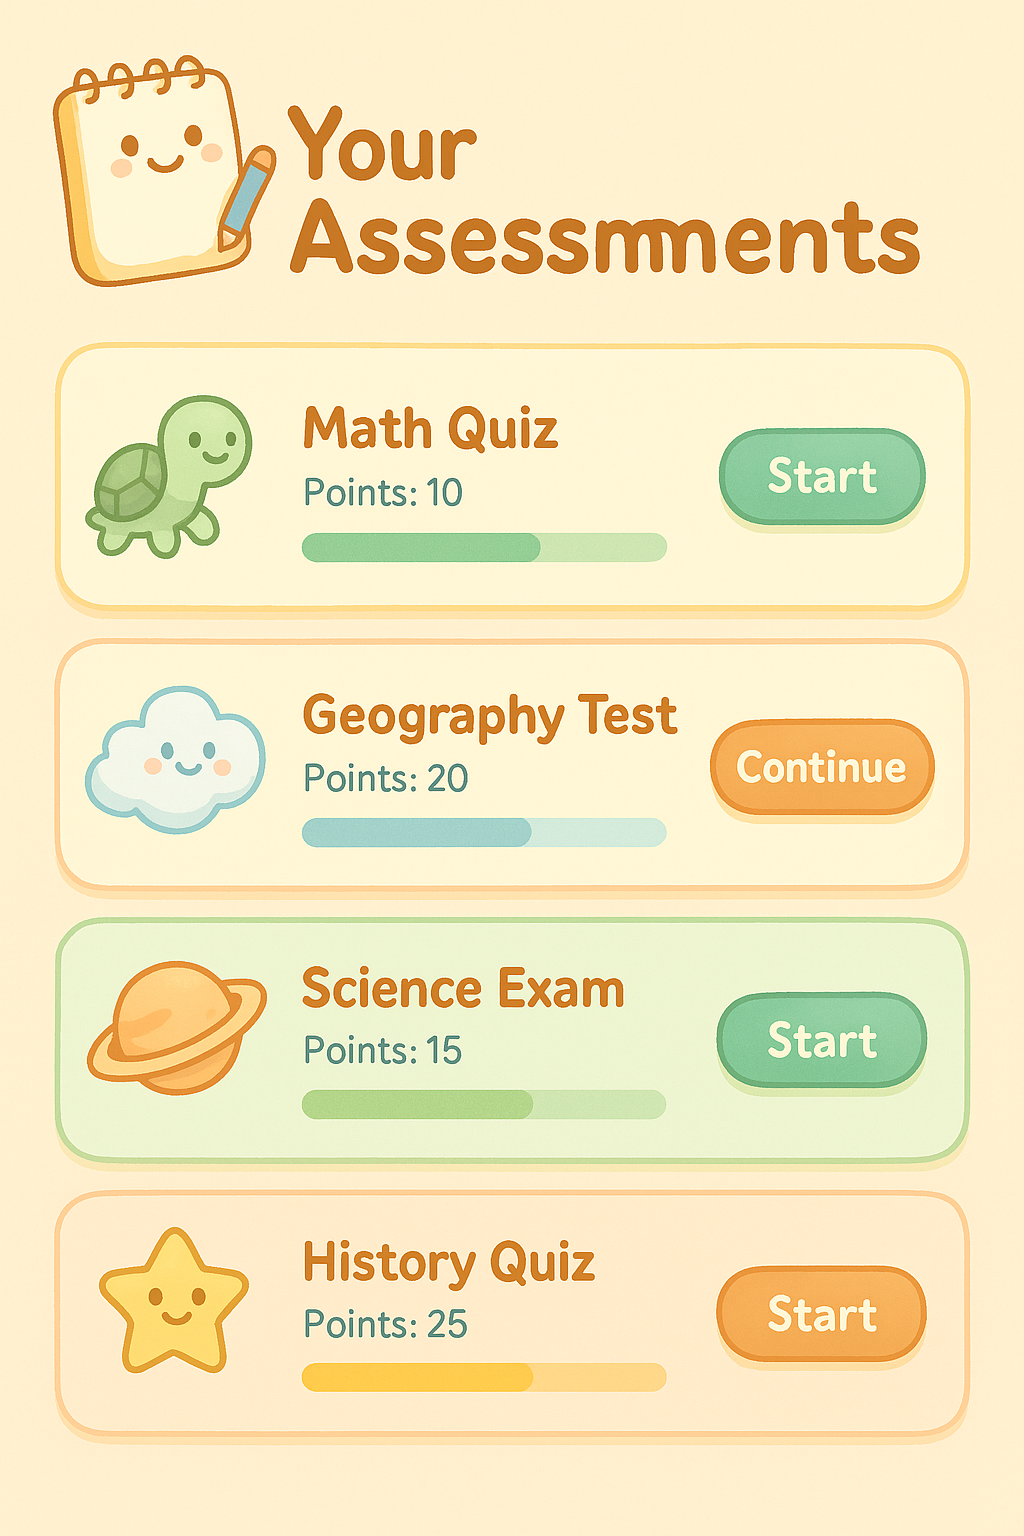 Your
Assessmments
Math Quiz
Points: 10
Start
Geography Test
Points: 20
Continue
Science Exam
Points: 15
Start
History Quiz
Points: 25
Start